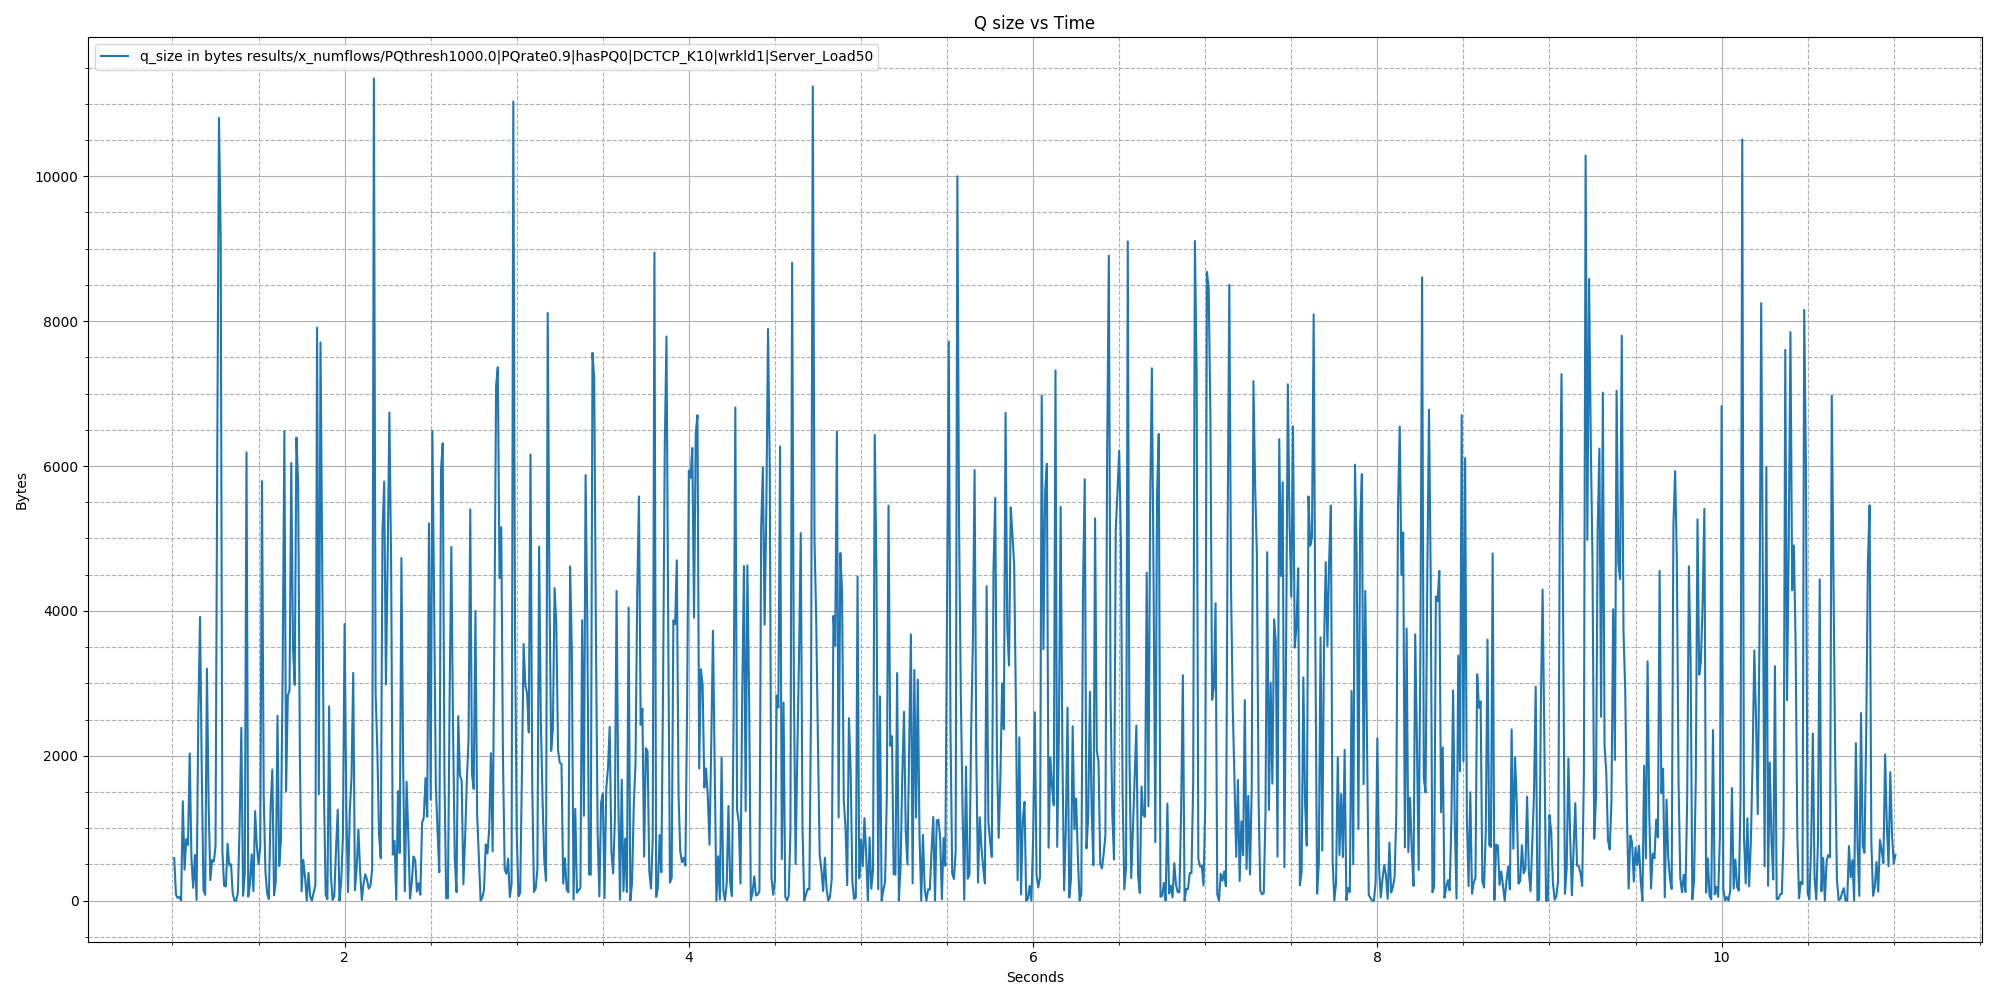 Q size vs Time
q_size in bytes results/x_numflows/PQthresh1000.0|PQrate0.9|hasPQ0|DCTCP_K10|wrkld1|Server_Load50
10000
8000
6000
4000
2000
0
Bytes
2 4 6 8 10
Seconds